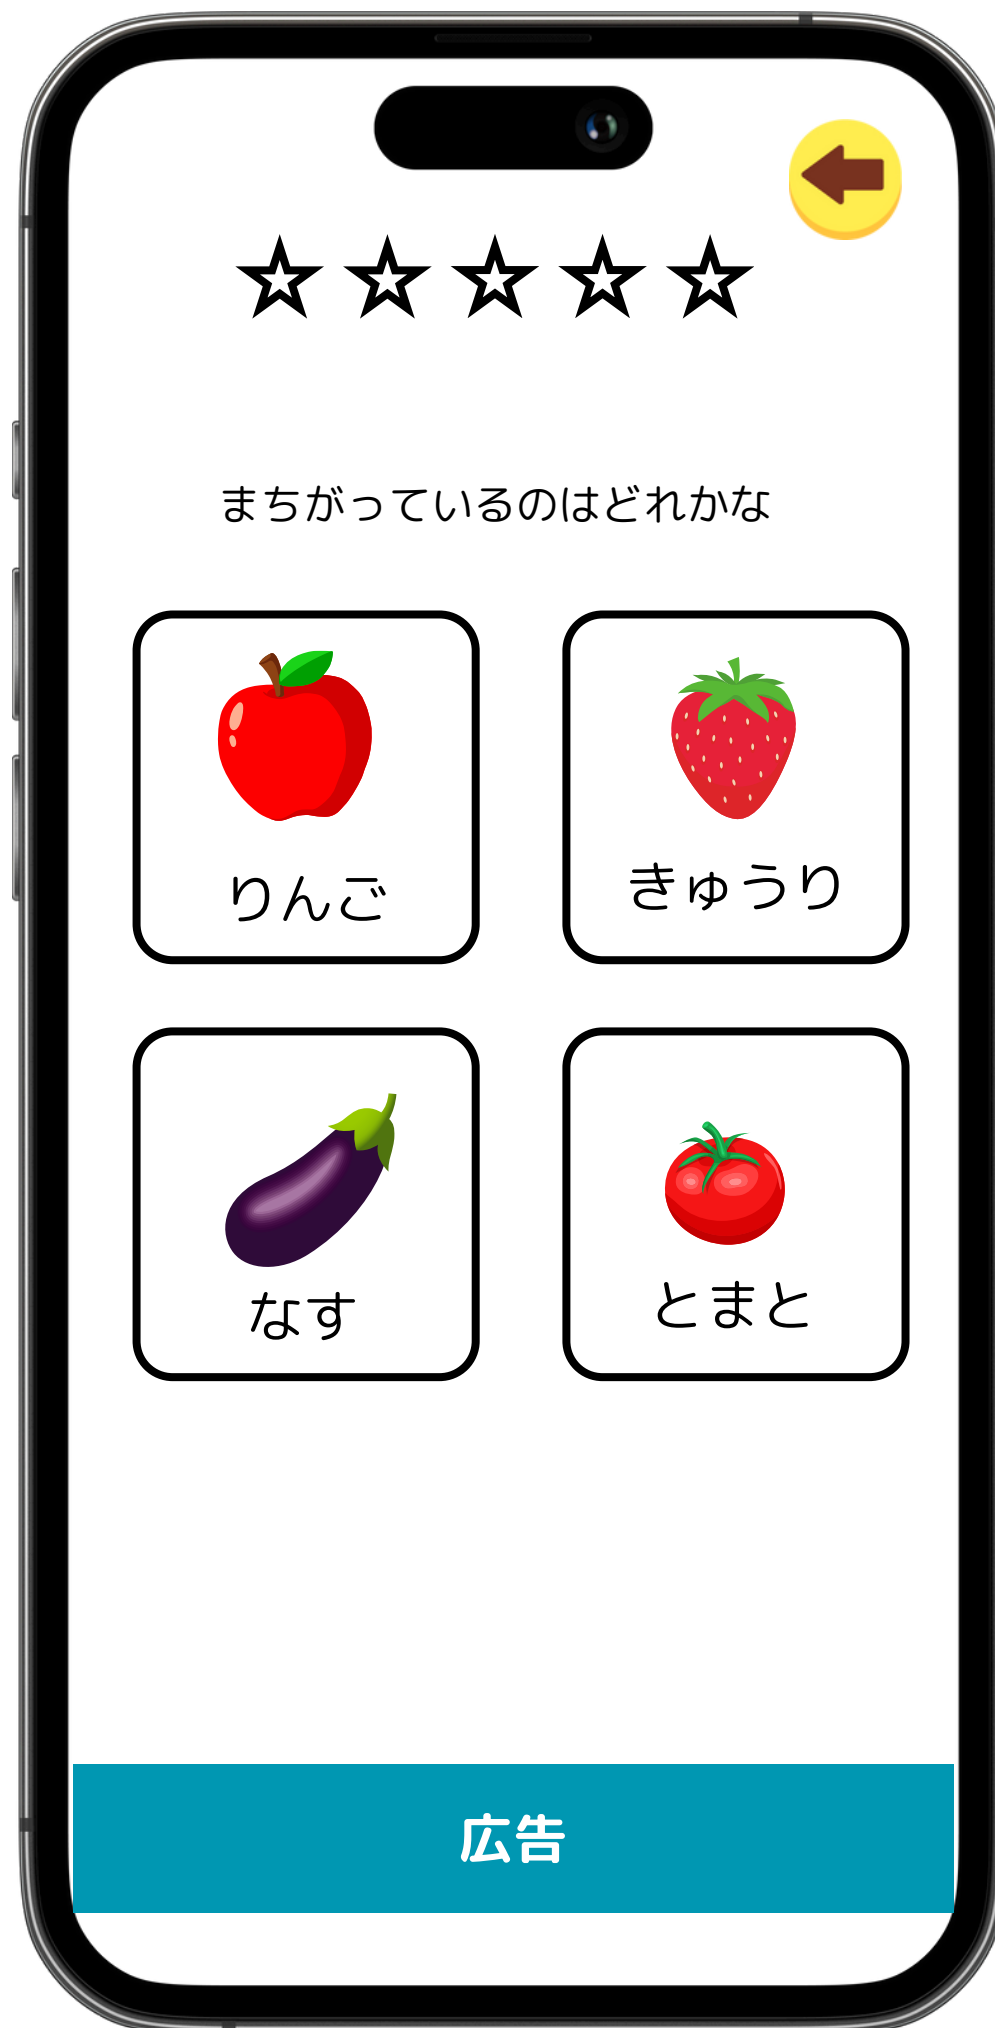 まちがっているのはどれかな
りんご
きゅうり
なす
とまと
広告